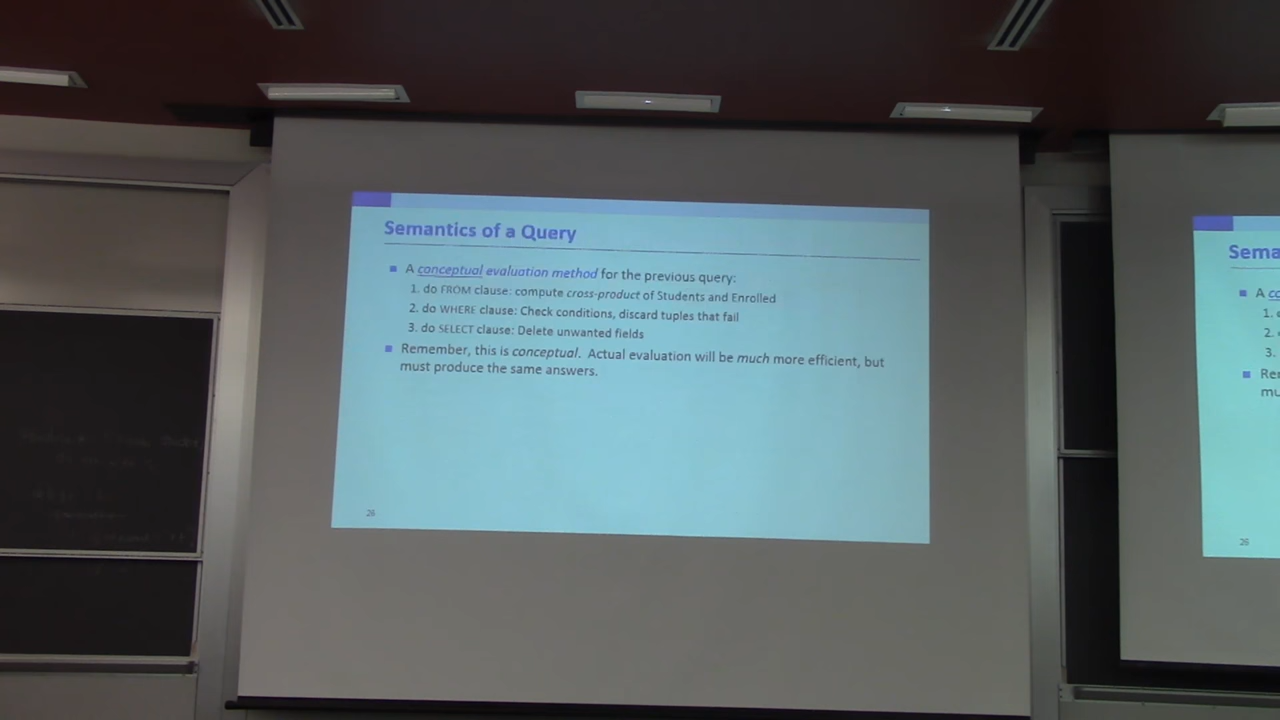 Semantics of a Query
■ A conceptual evaluation method for the previous query:
1. do FROM clause: compute cross-product of Students and Enrolled
2. do WHERE clause: Check conditions, discard tuples that fail
3. do SELECT clause: Delete unwanted fields
■ Remember, this is conceptual. Actual evaluation will be much more efficient, but
must produce the same answers.
26
Sema
■ A co
1. d
2.
3.
■ Rem
mu
26